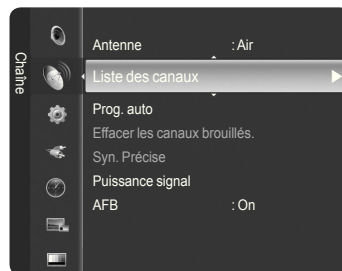 Chaîne
Antenne : Air
Liste des canaux
Prog. auto
Effacer les canaux brouillés.
Syn. Précise
Puissance signal
AFB : On